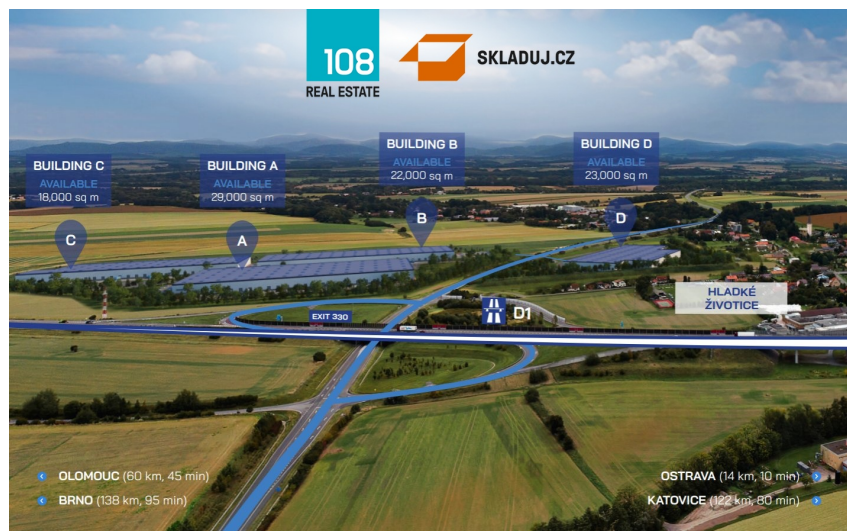 108
REAL ESTATE
SKLADUJ.CZ
BUILDING C
AVAILABLE
18,000 sq m
BUILDING A
AVAILABLE
29,000 sq m
BUILDING B
AVAILABLE
22,000 sq m
BUILDING D
AVAILABLE
23,000 sq m
C
A
B
D
HLADKÉ
ŽIVOTICE
EXIT 330
D1
OLOMOUC (60 km, 45 min)
BRNO (138 km, 95 min)
OSTRAVA (14 km, 10 min)
KATOVICE (122 km, 80 min)